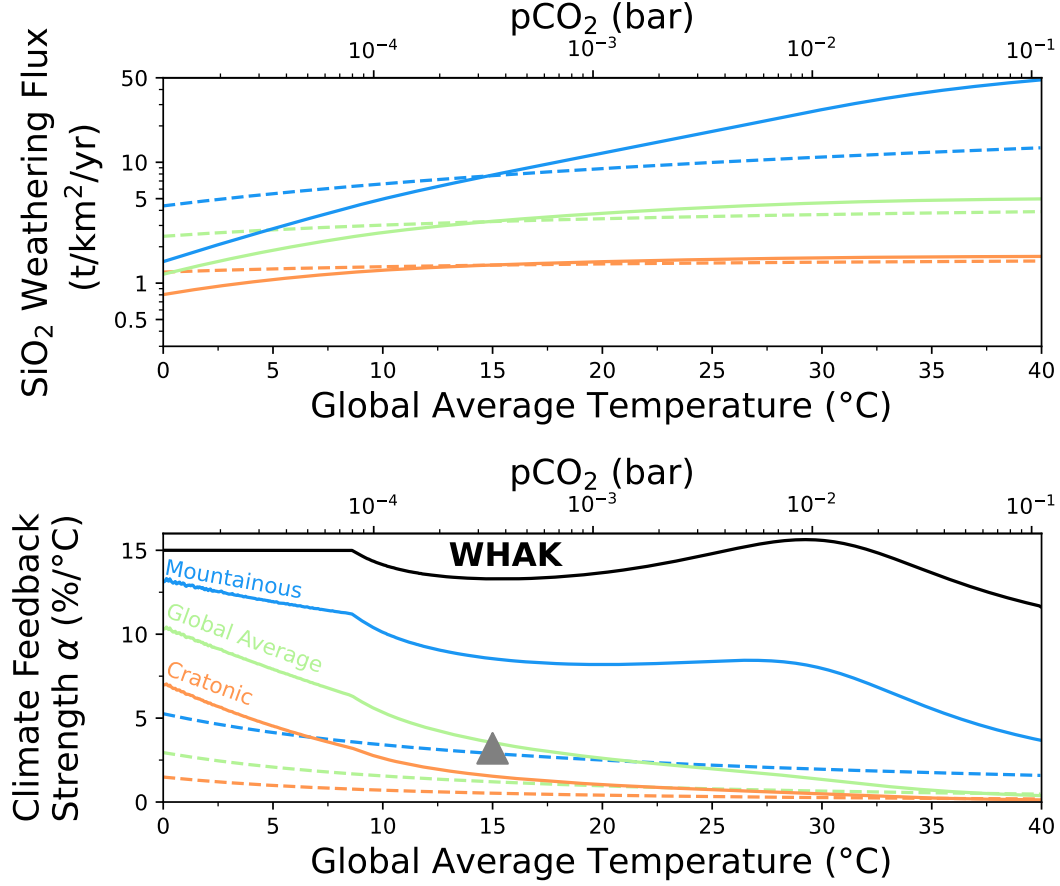 pCO₂ (bar)
10⁻⁴ 10⁻³ 10⁻² 10⁻¹
SiO₂ Weathering Flux
(t/km²/yr)
50
10
5
1
0.5
0 5 10 15 20 25 30 35 40
Global Average Temperature (°C)
pCO₂ (bar)
10⁻⁴ 10⁻³ 10⁻² 10⁻¹
Climate Feedback
Strength α (%/°C)
15
10
5
0
WHAK
Mountainous
Global Average
Cratonic
0 5 10 15 20 25 30 35 40
Global Average Temperature (°C)